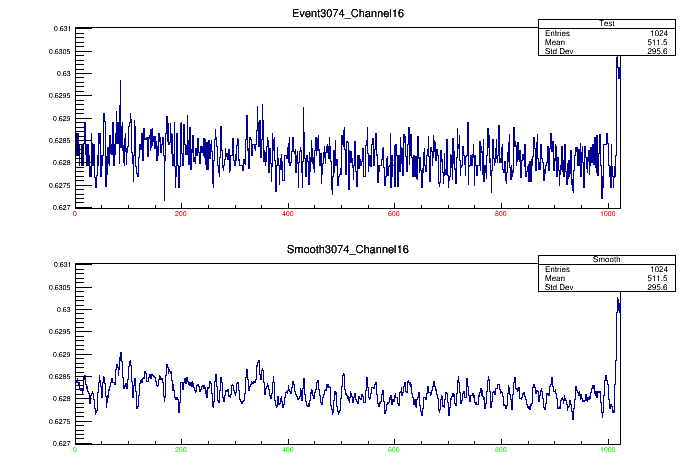 Event3074_Channel16
Test
Entries 1024
Mean 511.5
Std Dev 295.6
0.631
0.6305
0.63
0.6295
0.629
0.6285
0.628
0.6275
0.627
0 200 400 600 800 1000
Smooth3074_Channel16
Smooth
Entries 1024
Mean 511.5
Std Dev 295.6
0.631
0.6305
0.63
0.6295
0.629
0.6285
0.628
0.6275
0.627
0 200 400 600 800 1000